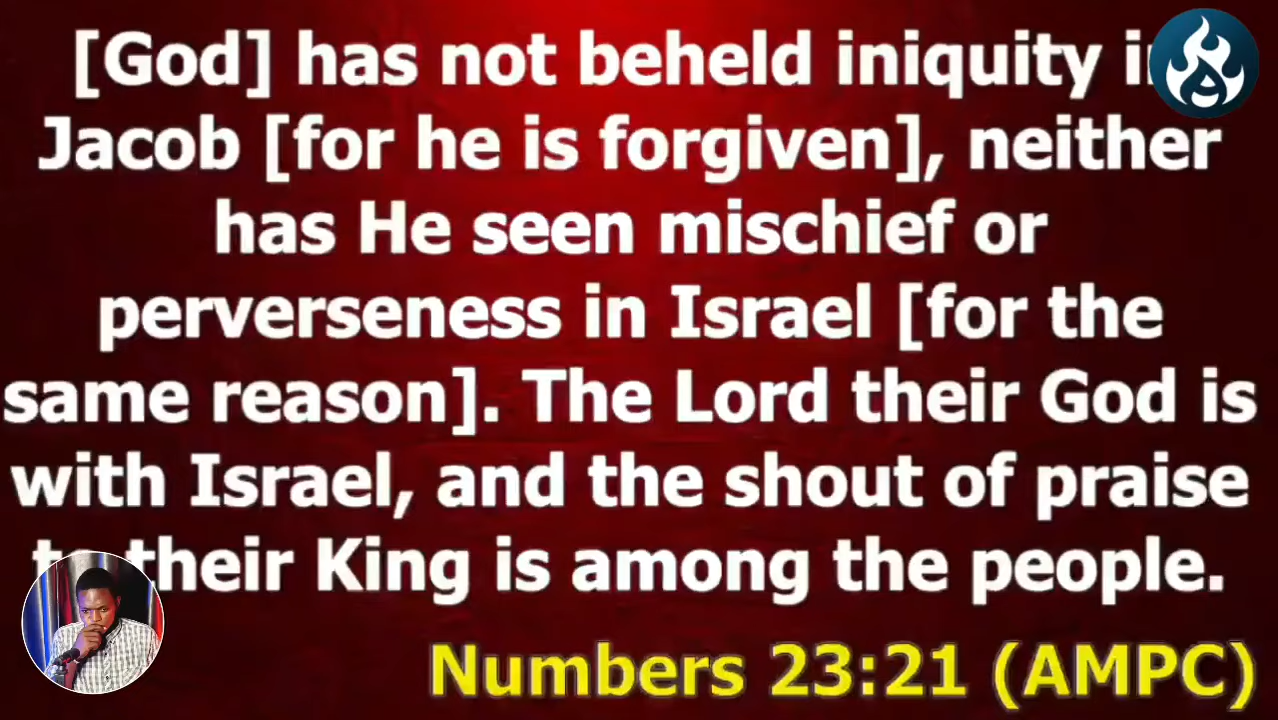 [God] has not beheld iniquity
Jacob [for he is forgiven], neither
has He seen mischief or
perverseness in Israel [for the
same reason]. The Lord their God is
with Israel, and the shout of praise
to their King is among the people.
Numbers 23:21 (AMPC)